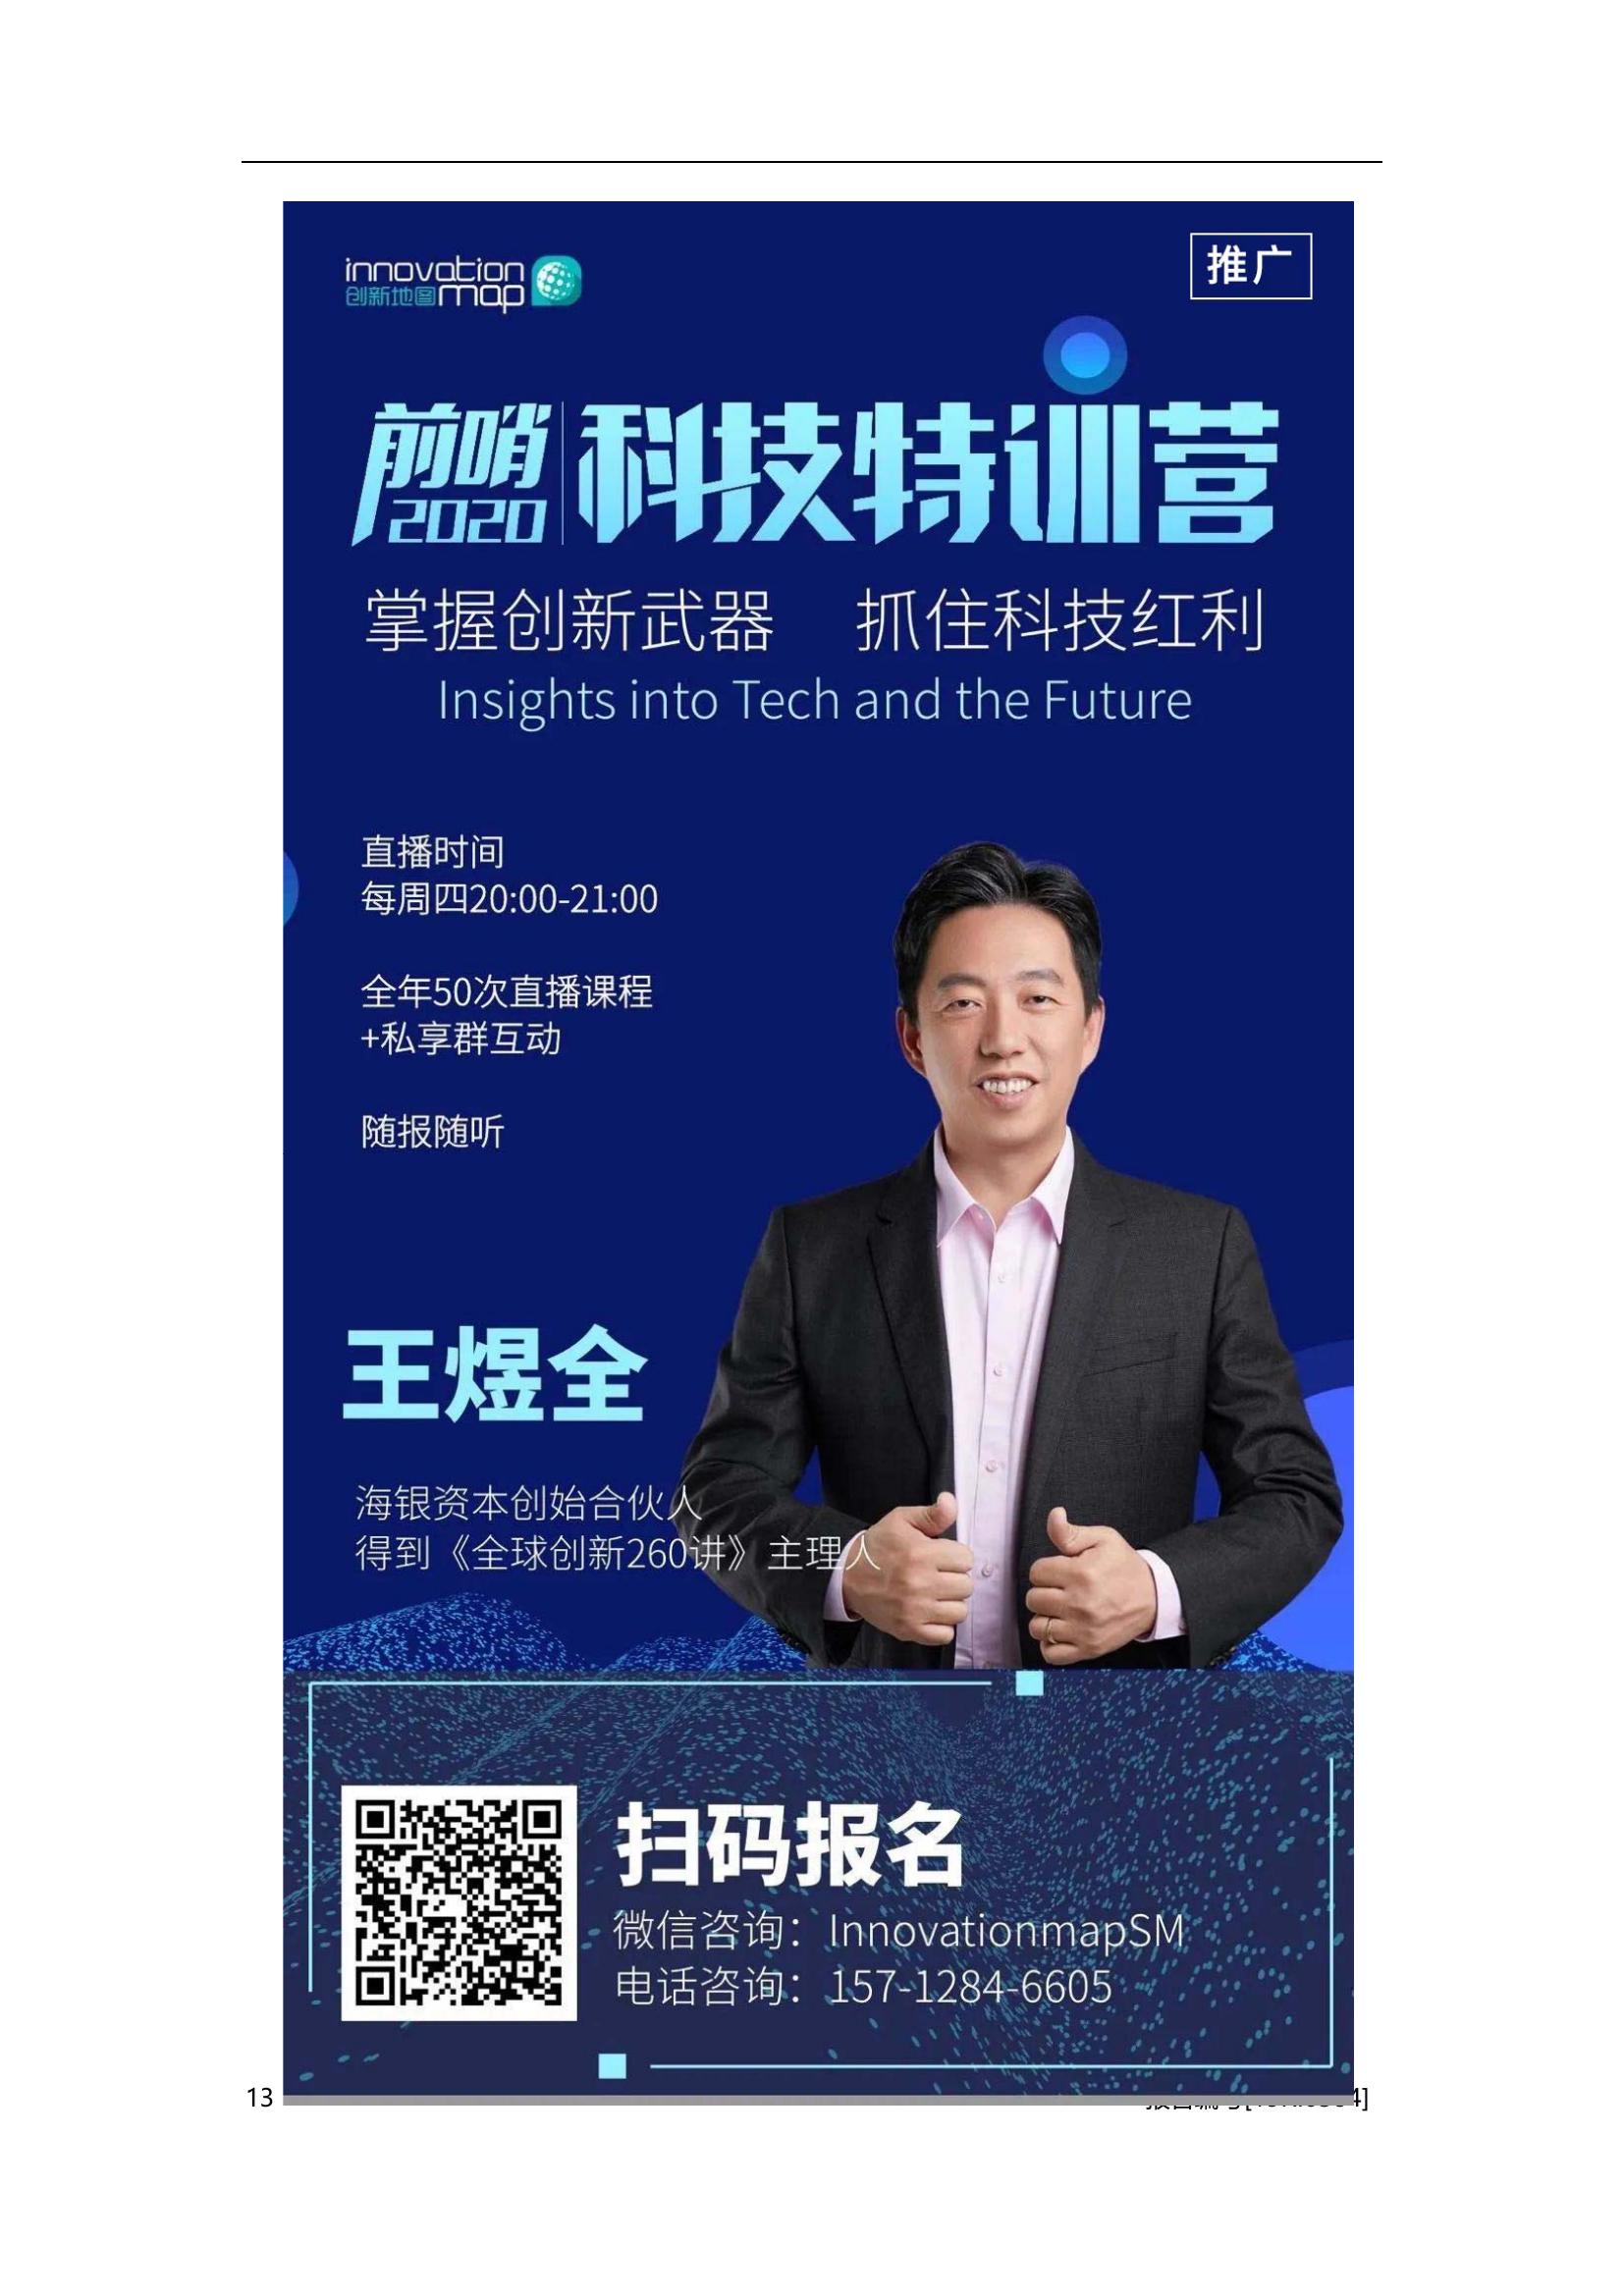 innovation
创新地图map
推广
前哨
2020
科技特训营
掌握创新武器 抓住科技红利
Insights into Tech and the Future
直播时间
每周四20:00-21:00
全年50次直播课程
+私享群互动
随报随听
王煜全
海银资本创始合伙人
得到《全球创新260讲》主理人
扫码报名
微信咨询：InnovationmapSM
电话咨询：157-1284-6605
13